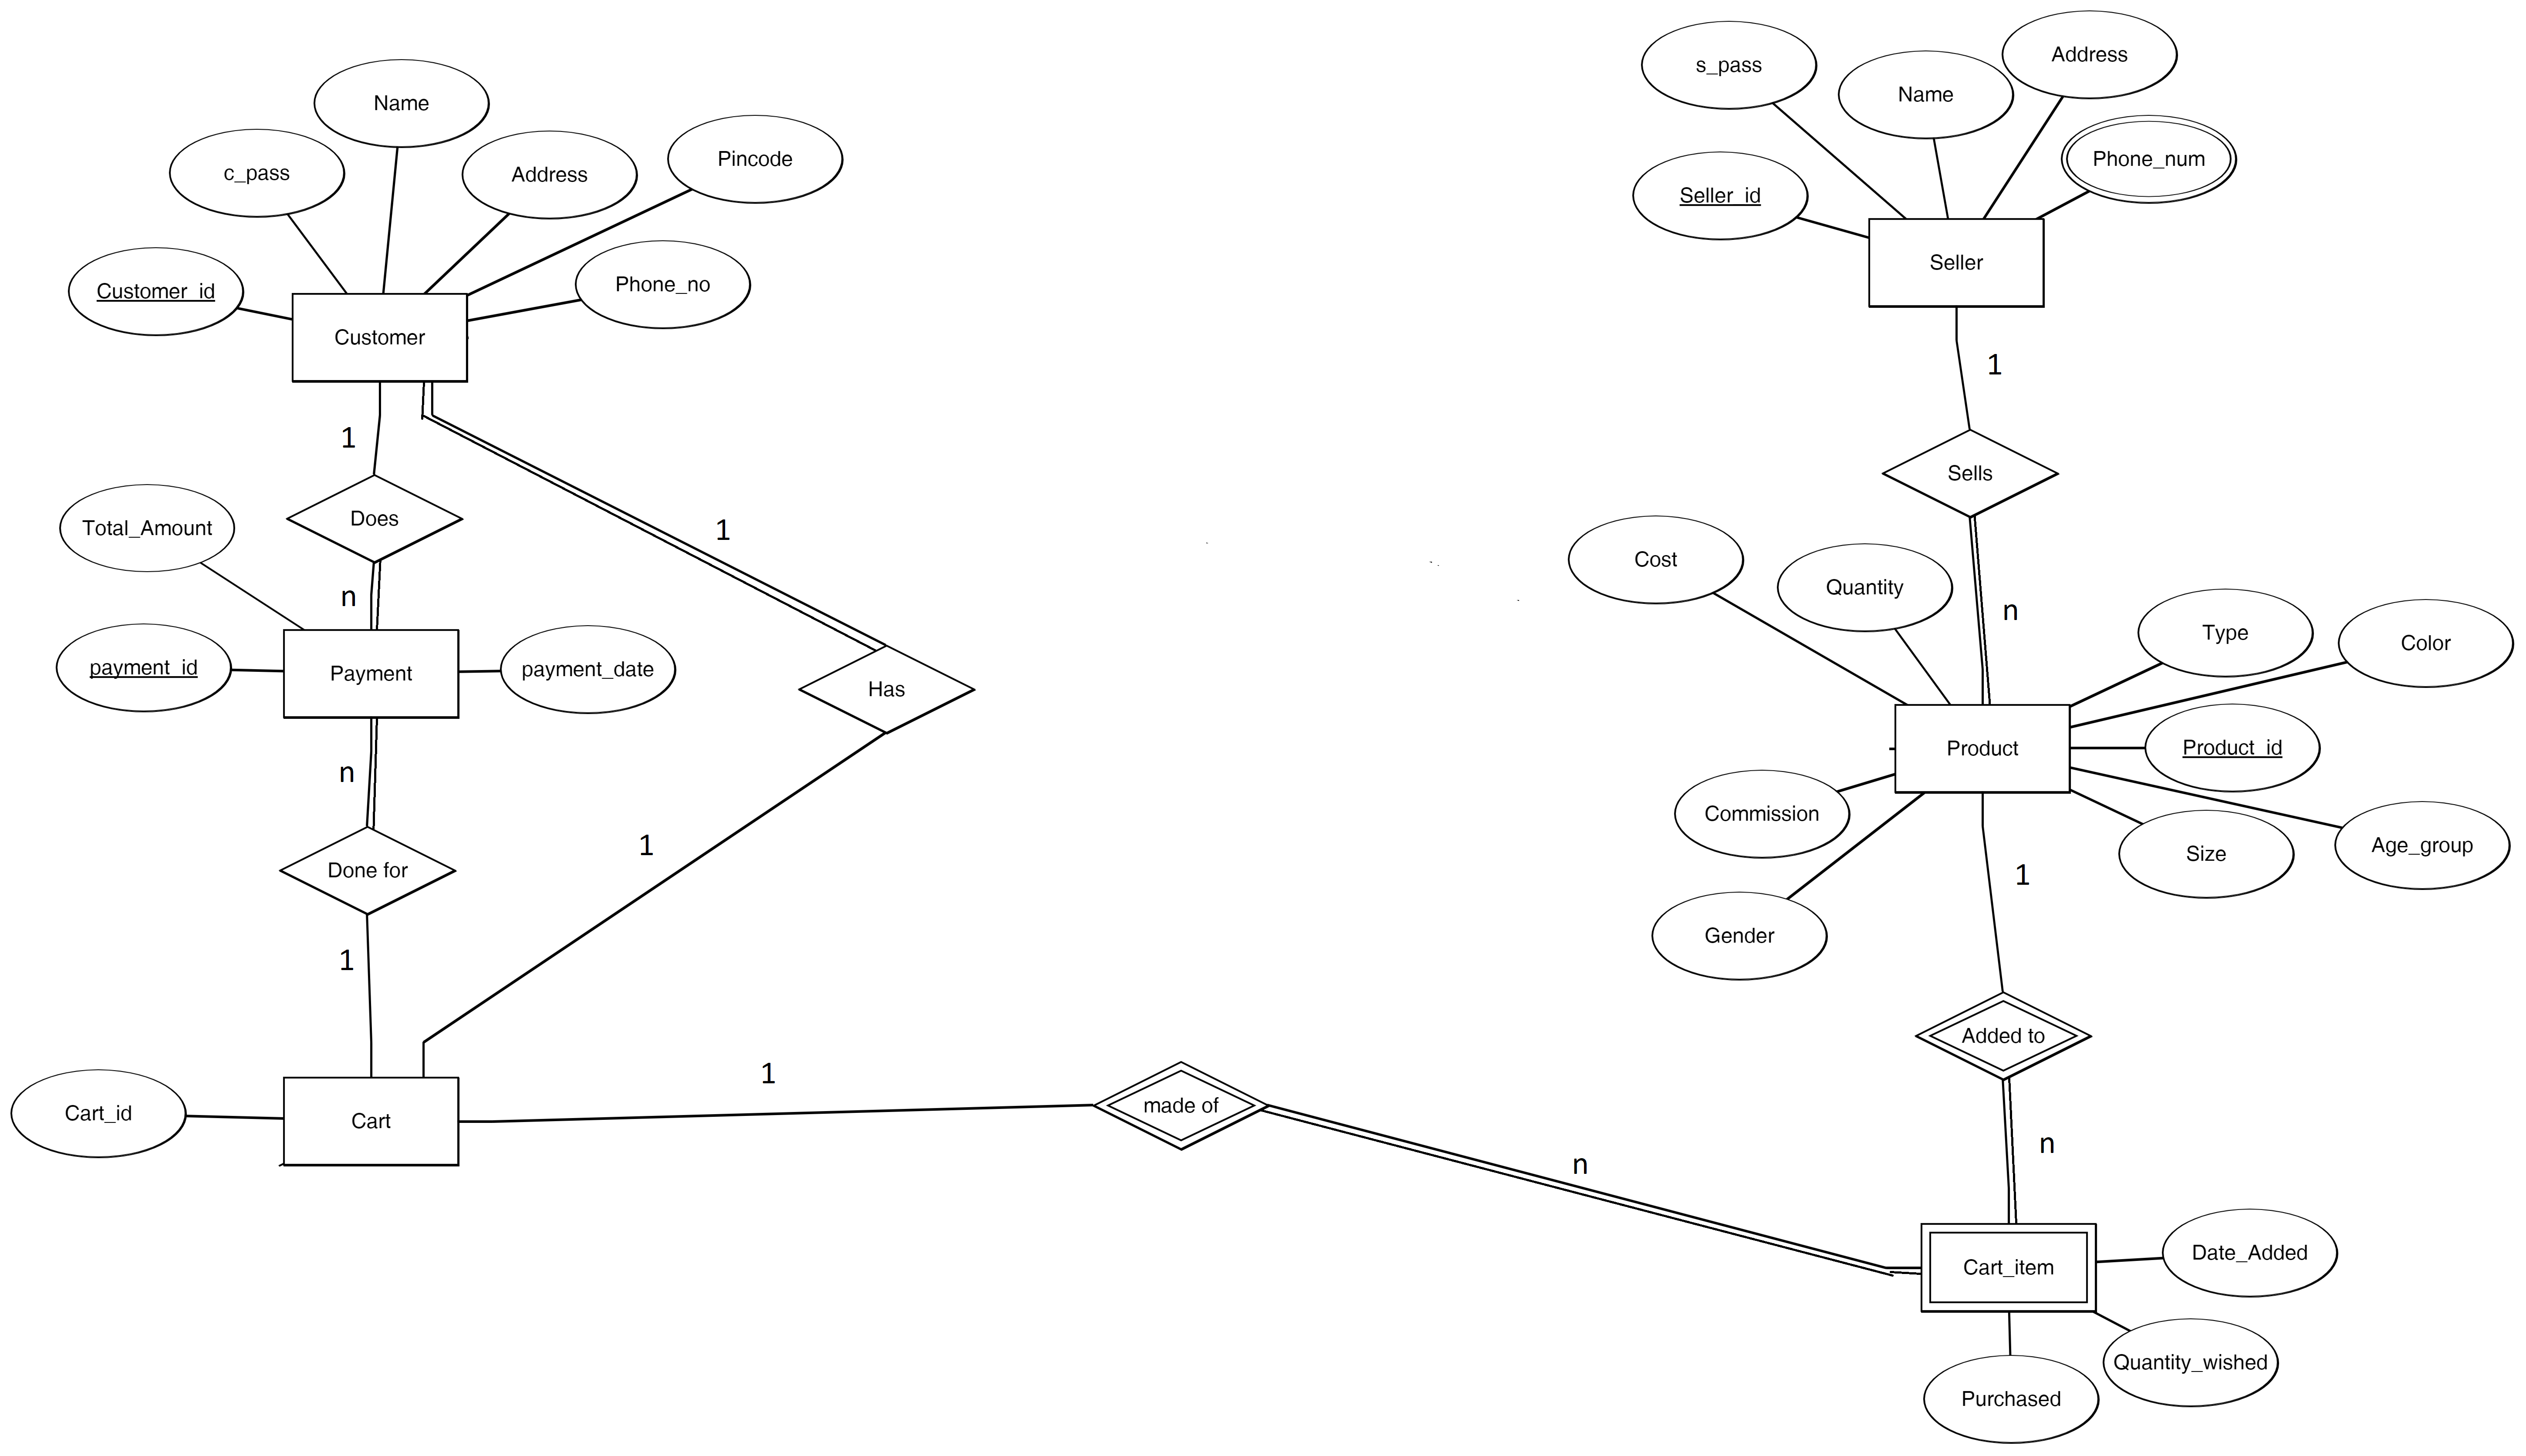 s_pass
Name
Address
Phone_num
Seller_id
Seller
Name
c_pass
Address
Pincode
Customer_id
Phone_no
Customer
1
1
Does
Sells
Total_Amount
n
1
payment_id
Payment
payment_date
Has
n
Done for
1
1
Cart_id
Cart
1
made of
n
Cost
Quantity
n
Type
Color
Product
Product_id
Commission
Size
Age_group
Gender
1
Added to
n
Cart_item
Date_Added
Quantity_wished
Purchased